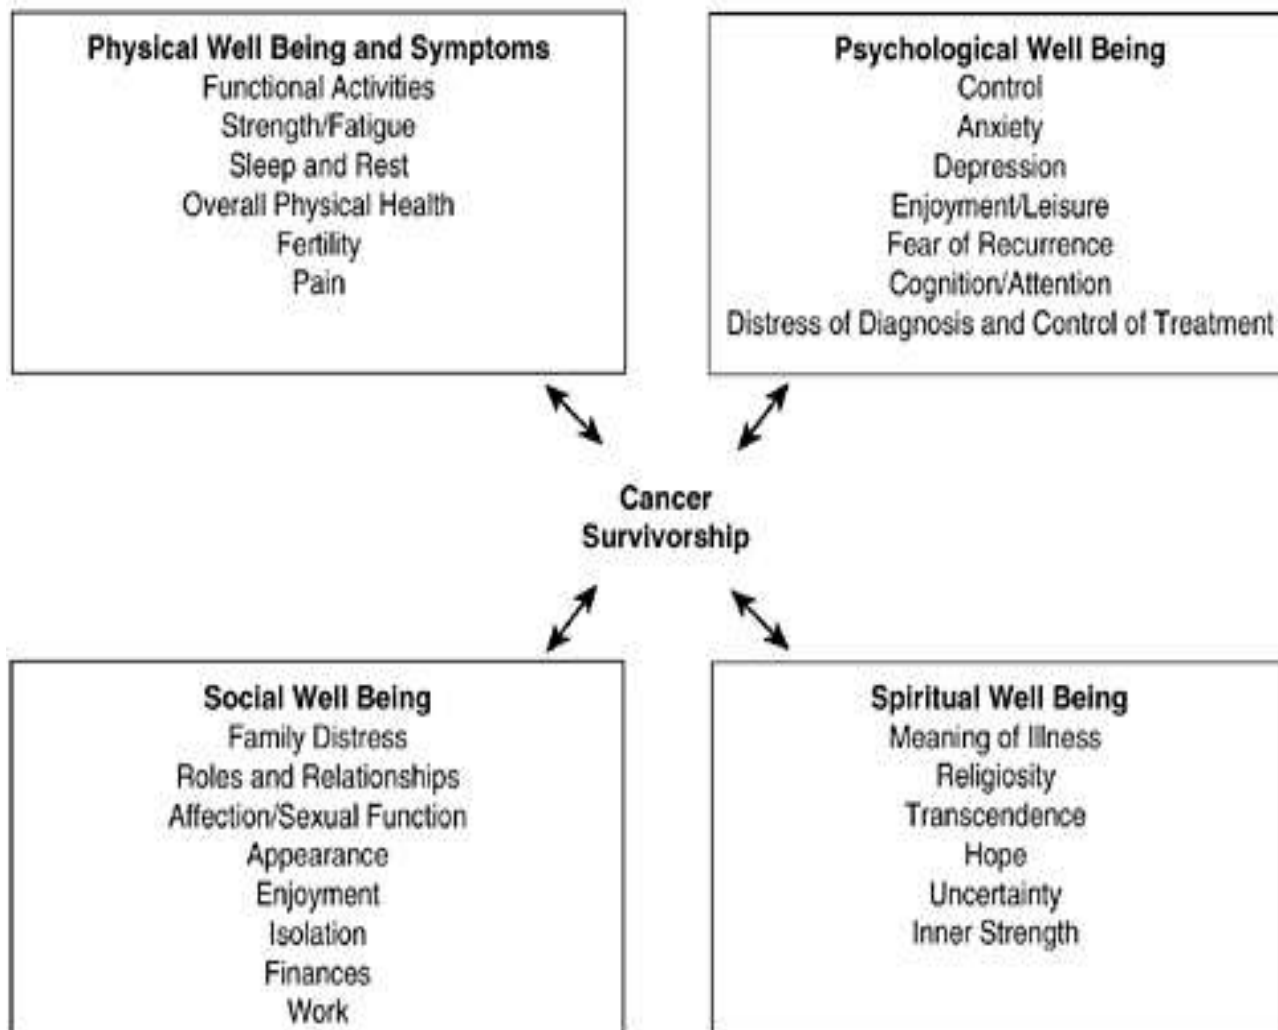 Physical Well Being and Symptoms
Functional Activities
Strength/Fatigue
Sleep and Rest
Overall Physical Health
Fertility
Pain
Psychological Well Being
Control
Anxiety
Depression
Enjoyment/Leisure
Fear of Recurrence
Cognition/Attention
Distress of Diagnosis and Control of Treatment
Cancer
Survivorship
Social Well Being
Family Distress
Roles and Relationships
Affection/Sexual Function
Appearance
Enjoyment
Isolation
Finances
Work
Spiritual Well Being
Meaning of Illness
Religiosity
Transcendence
Hope
Uncertainty
Inner Strength